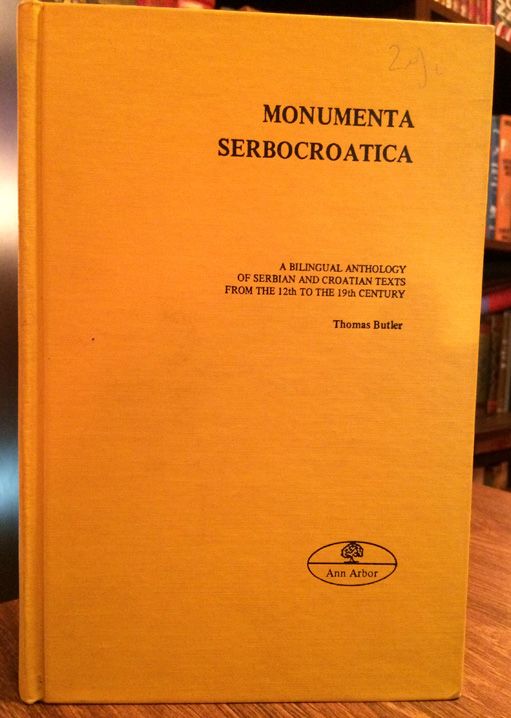 MONUMENTA
SERBOCROATICA
A BILINGUAL ANTHOLOGY
OF SERBIAN AND CROATIAN TEXTS
FROM THE 12th TO THE 19th CENTURY
Thomas Butler
Ann Arbor